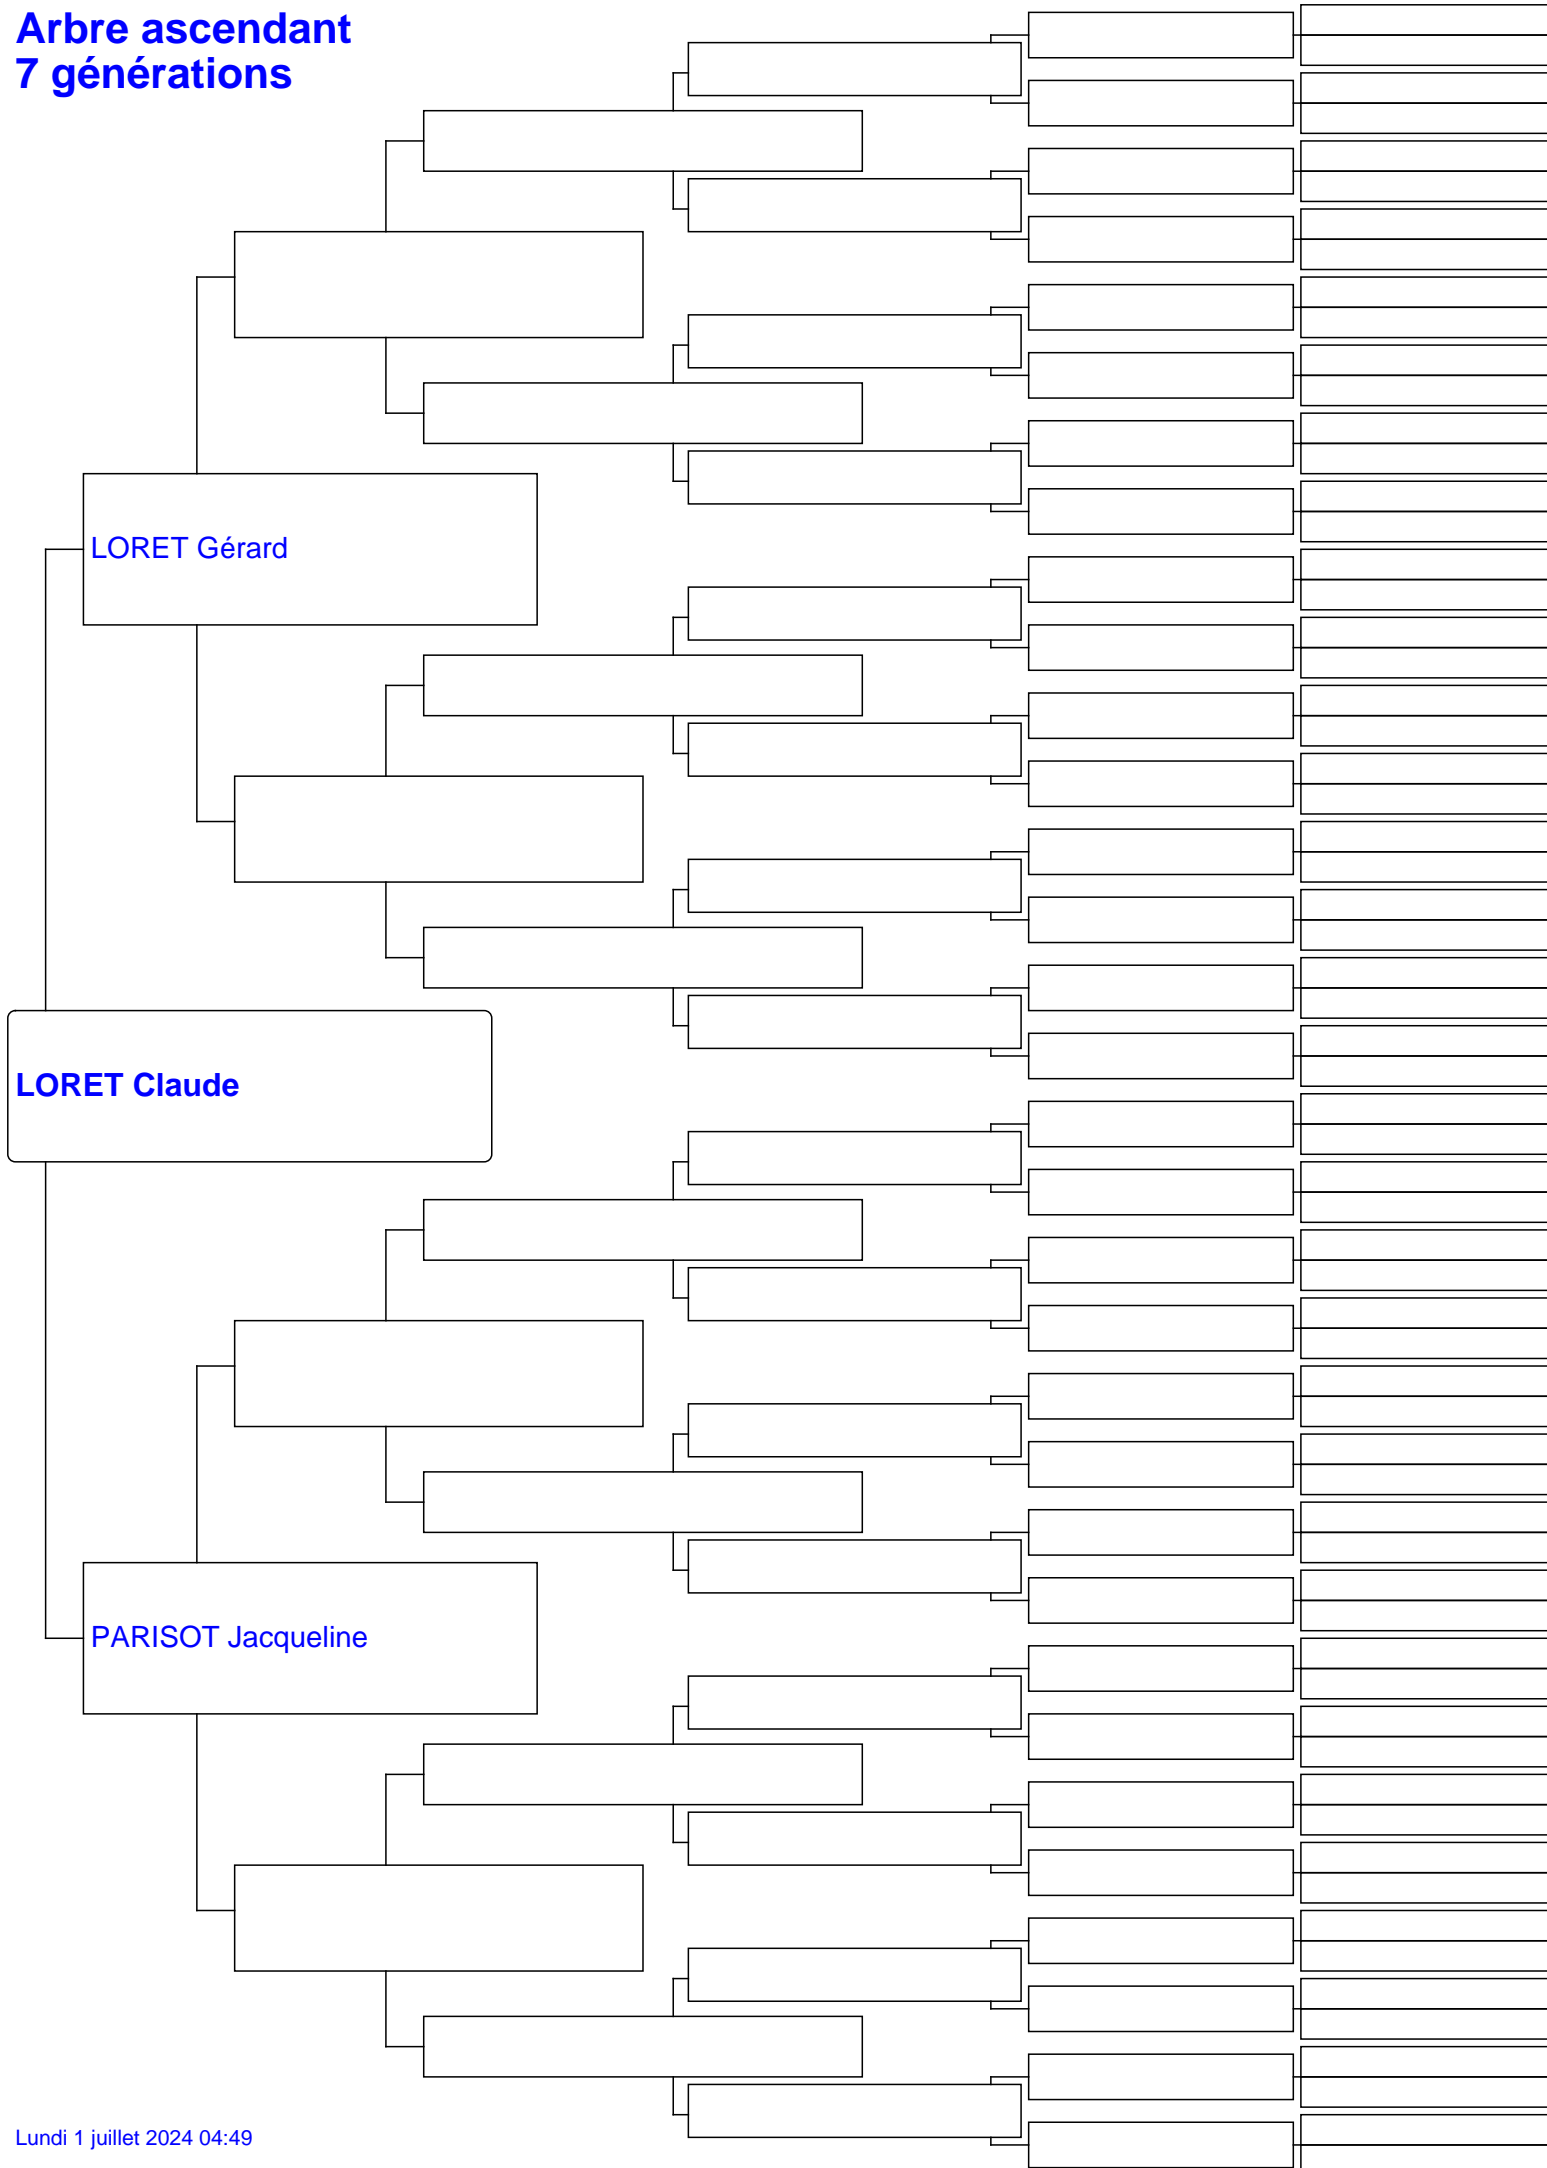 Arbre ascendant
7 générations
LORET Gérard
LORET Claude
PARISOT Jacqueline
Lundi 1 juillet 2024 04:49